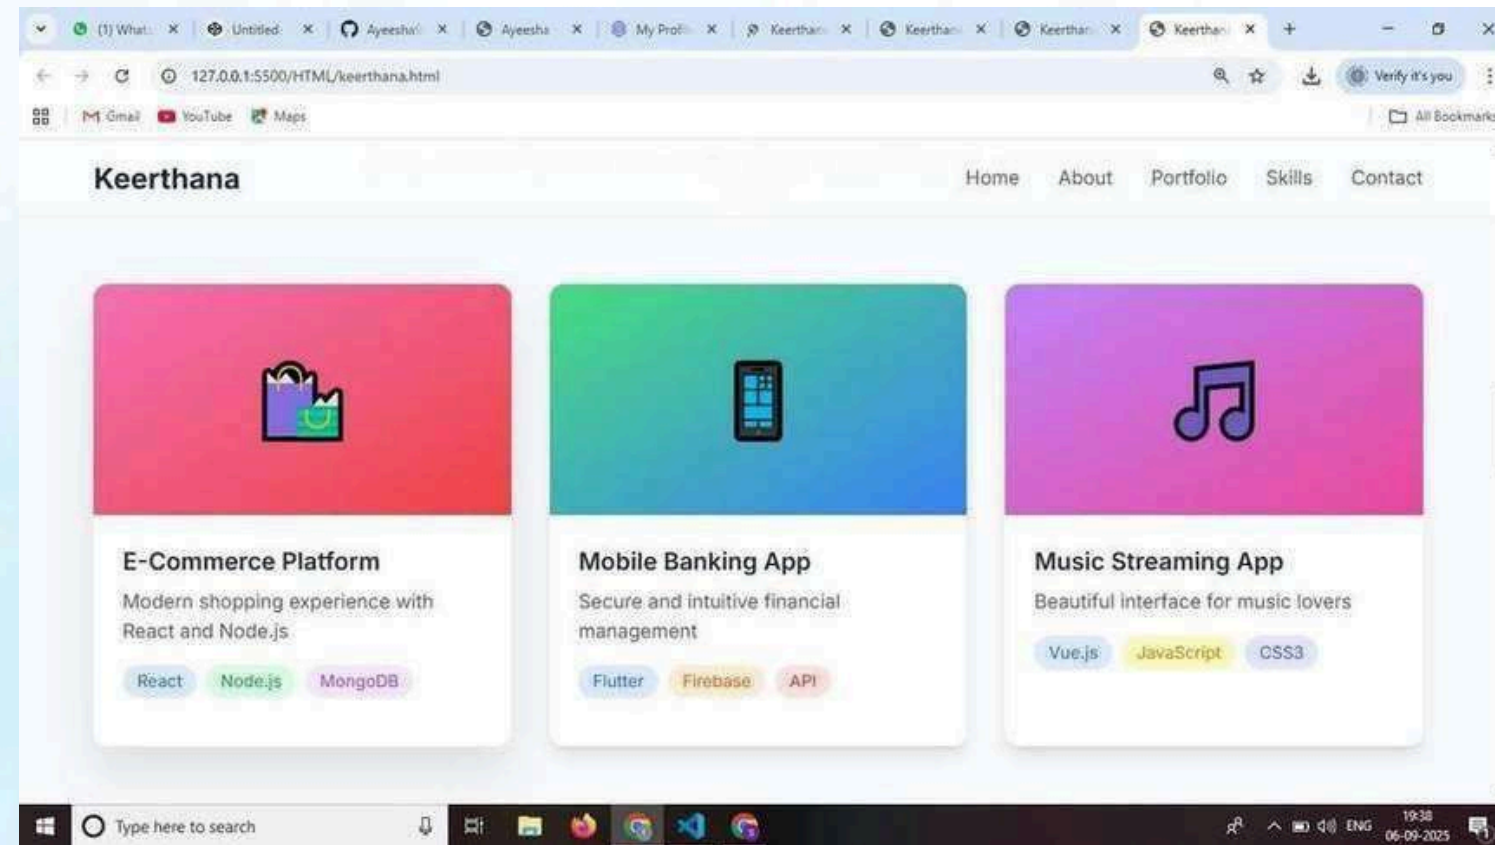 (1) What
Untitled
Ayeesha
Ayeesha
My Profi
Keerthan
Keerthan
Keerthan
Keerthan
127.0.0.1:5500/HTML/keerthana.html
Verify it's you
Gmail
YouTube
Maps
All Bookmarks
Keerthana
Home About Portfolio Skills Contact
E-Commerce Platform
Modern shopping experience with
React and Node.js
React Node.js MongoDB
Mobile Banking App
Secure and intuitive financial
management
Flutter Firebase API
Music Streaming App
Beautiful interface for music lovers
Vue.js JavaScript CSS3
Type here to search
ENG
19:38
06-09-2025
1